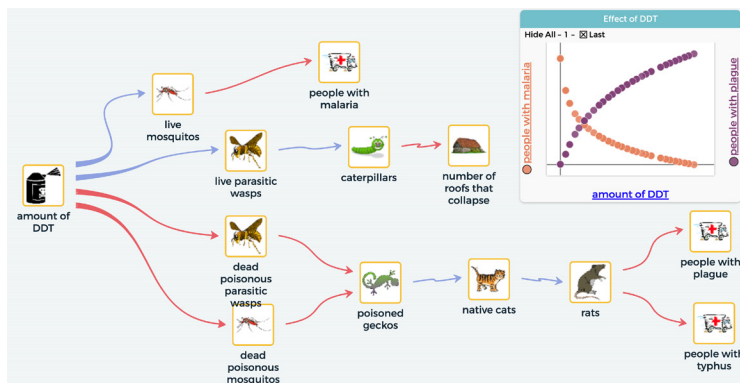 Effect of DDT
Hide All – 1 – ☒ Last
people with malaria
people with plague
amount of DDT
people with
malaria
live
mosquitos
live parasitic
wasps
caterpillars
number of
roofs that
collapse
amount of
DDT
dead
poisonous
parasitic wasps
dead
poisonous
mosquitos
poisoned
geckos
native cats
rats
people with
plague
people with
typhus